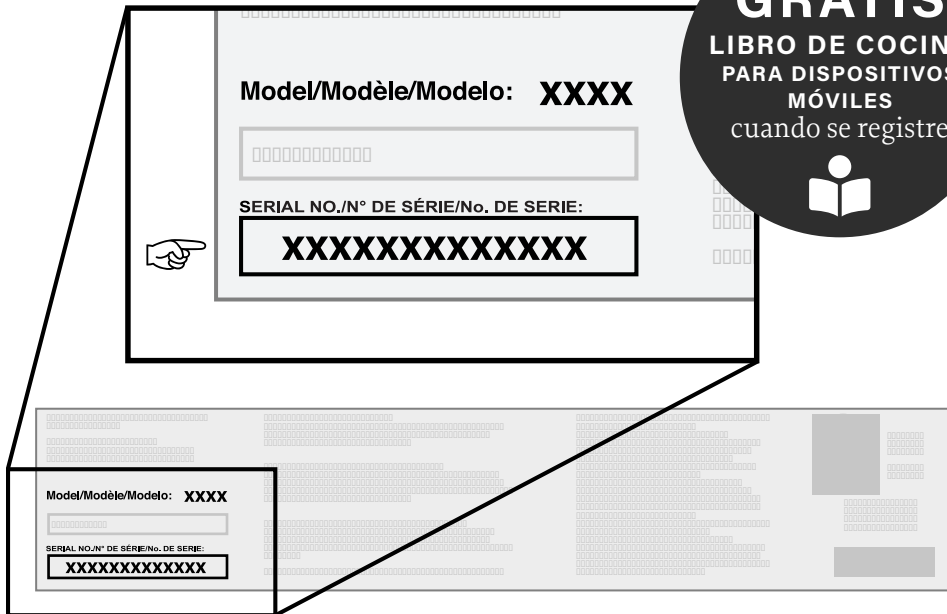 GRATIS
LIBRO DE COCINA
PARA DISPOSITIVOS
MÓVILES
cuando se registre
Model/Modèle/Modelo: XXXX
SERIAL NO./N° DE SÉRIE/No. DE SERIE:
XXXXXXXXXXXXX
Model/Modèle/Modelo: XXXX
SERIAL NO./N° DE SÉRIE/No. DE SERIE:
XXXXXXXXXXXXX